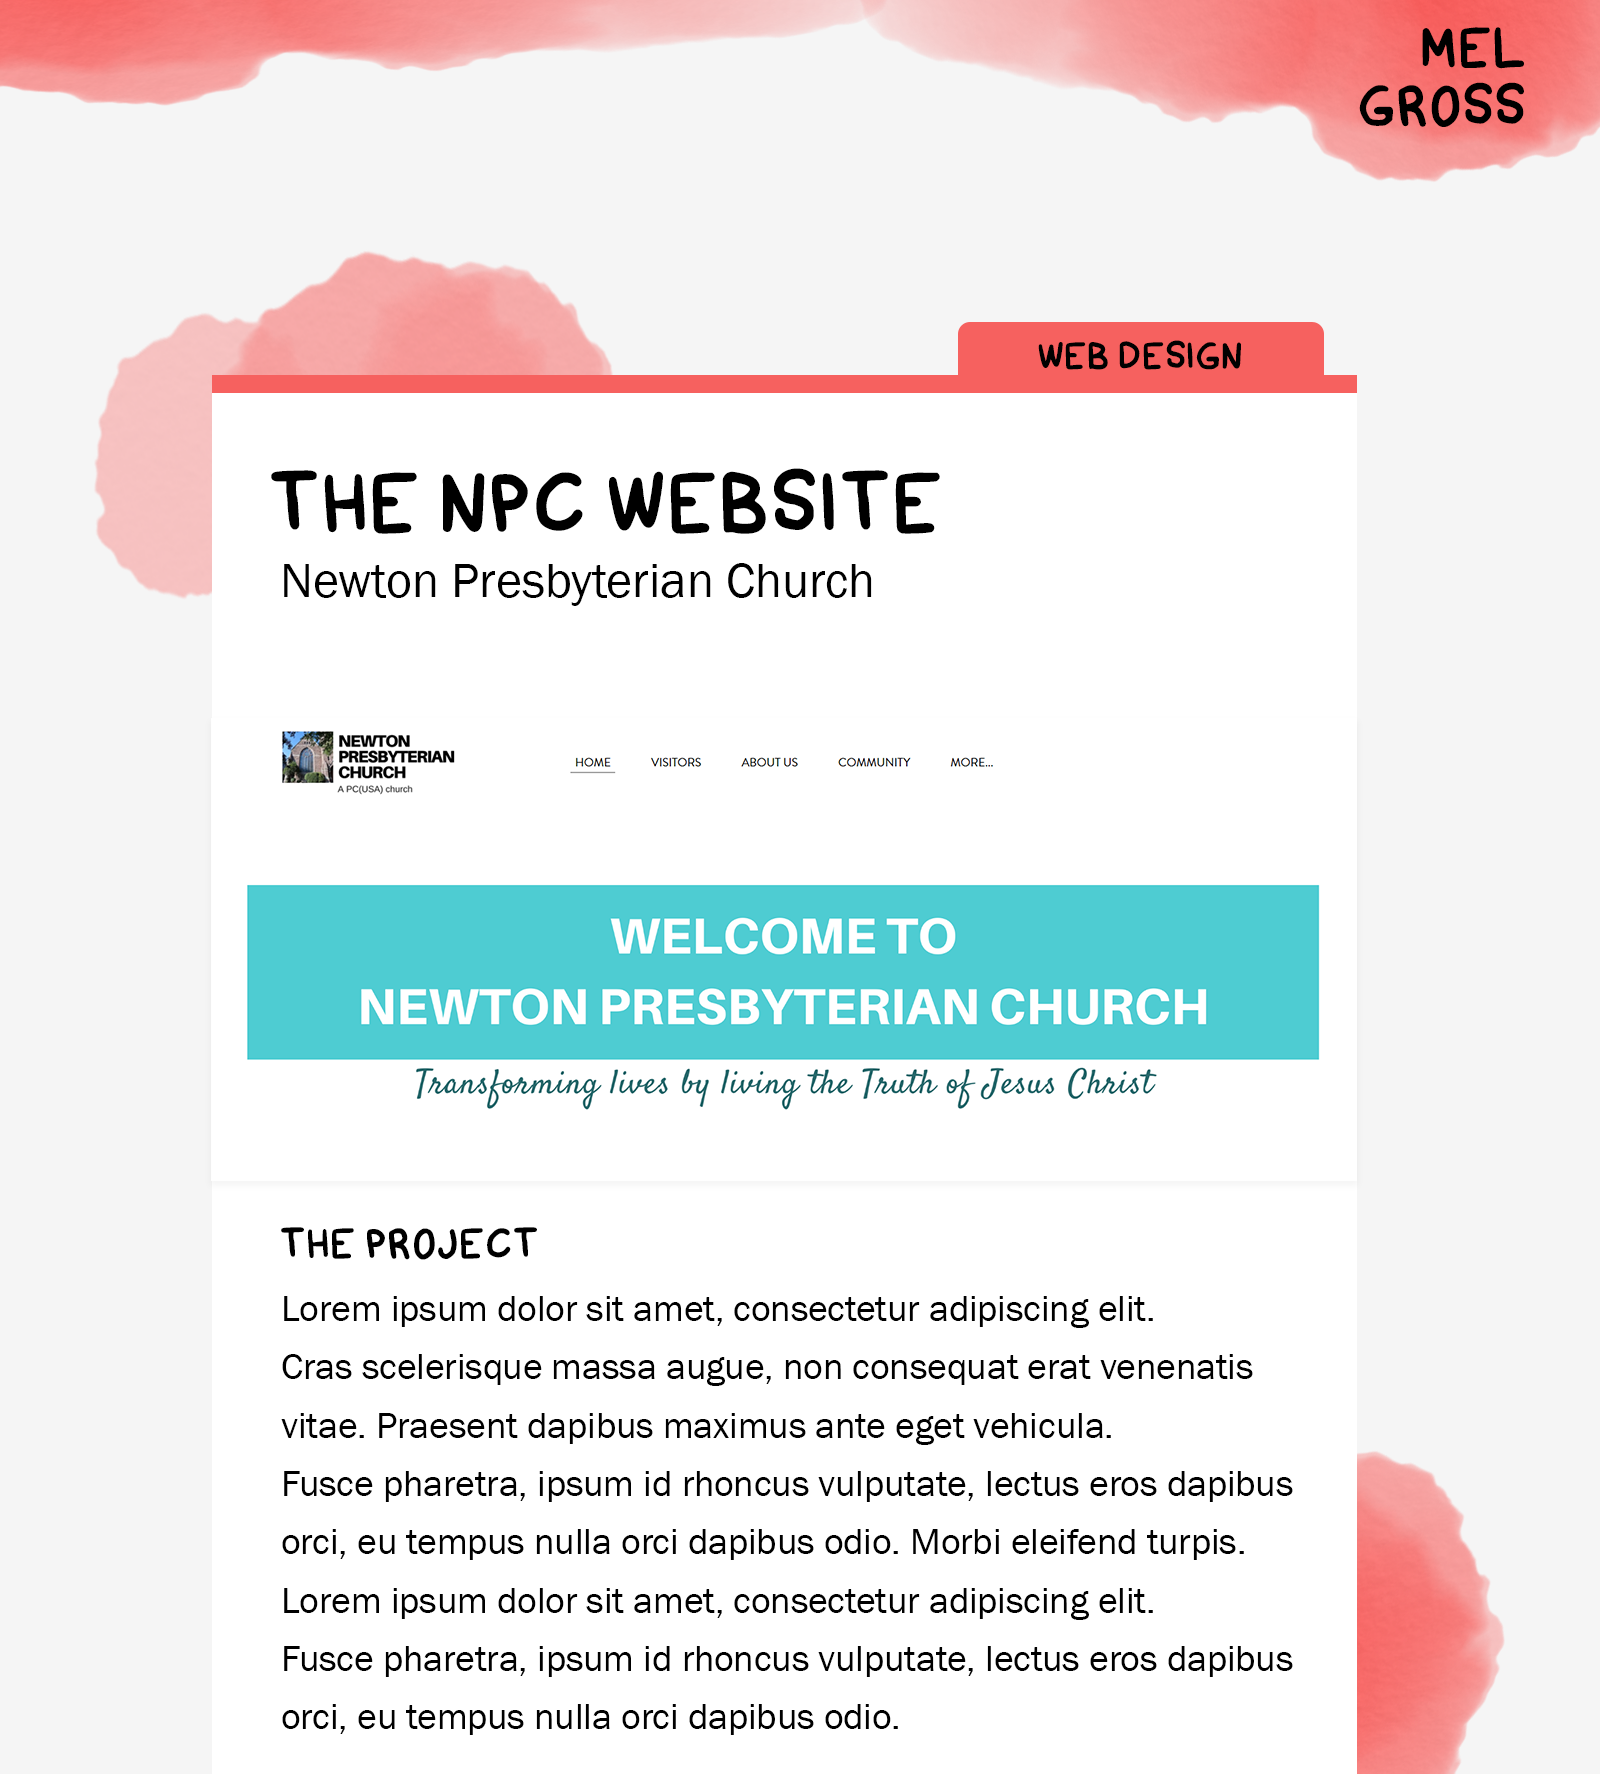 MEL
GROSS
WEB DESIGN
THE NPC WEBSITE
Newton Presbyterian Church
NEWTON
PRESBYTERIAN
CHURCH
A PC(USA) church
HOME VISITORS ABOUT US COMMUNITY MORE...
WELCOME TO
NEWTON PRESBYTERIAN CHURCH
Transforming lives by living the Truth of Jesus Christ
THE PROJECT
Lorem ipsum dolor sit amet, consectetur adipiscing elit.
Cras scelerisque massa augue, non consequat erat venenatis
vitae. Praesent dapibus maximus ante eget vehicula.
Fusce pharetra, ipsum id rhoncus vulputate, lectus eros dapibus
orci, eu tempus nulla orci dapibus odio. Morbi eleifend turpis.
Lorem ipsum dolor sit amet, consectetur adipiscing elit.
Fusce pharetra, ipsum id rhoncus vulputate, lectus eros dapibus
orci, eu tempus nulla orci dapibus odio.